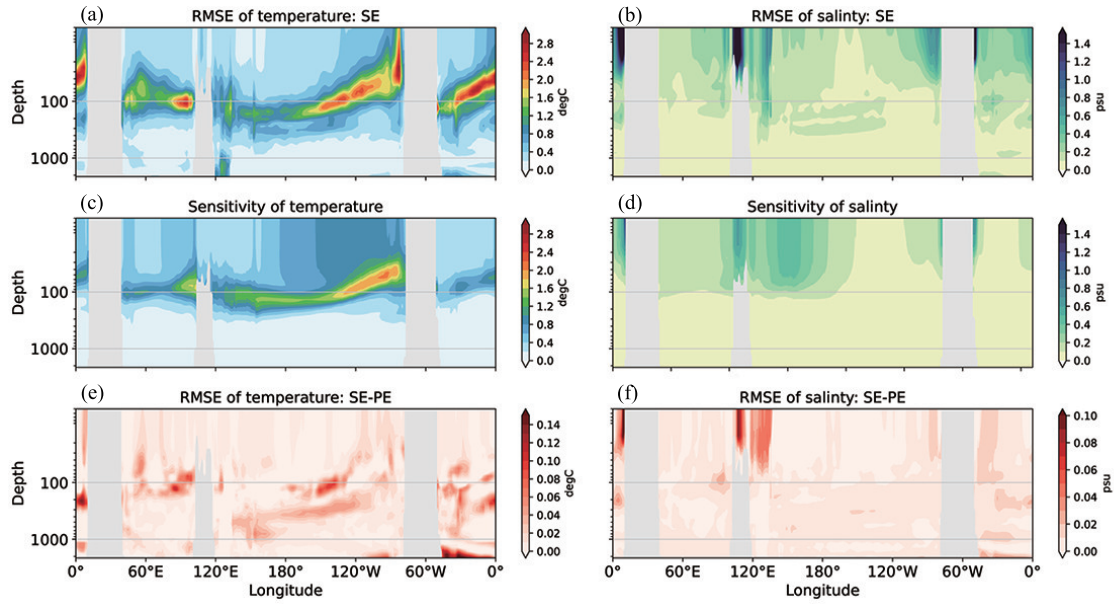 (a) RMSE of temperature: SE
(b) RMSE of salinity: SE
Depth
100
1000
2.8
2.4
2.0
1.6
1.2
0.8
0.4
0.0
degC
1.4
1.2
1.0
0.8
0.6
0.4
0.2
0.0
psu
(c) Sensitivity of temperature
(d) Sensitivity of salinity
Depth
100
1000
2.8
2.4
2.0
1.6
1.2
0.8
0.4
0.0
degC
1.4
1.2
1.0
0.8
0.6
0.4
0.2
0.0
psu
(e) RMSE of temperature: SE-PE
(f) RMSE of salinity: SE-PE
Depth
100
1000
0.14
0.12
0.10
0.08
0.06
0.04
0.02
0.00
degC
0.10
0.08
0.06
0.04
0.02
0.00
psu
0° 60°E 120°E 180° 120°W 60°W 0°
Longitude
0° 60°E 120°E 180° 120°W 60°W 0°
Longitude